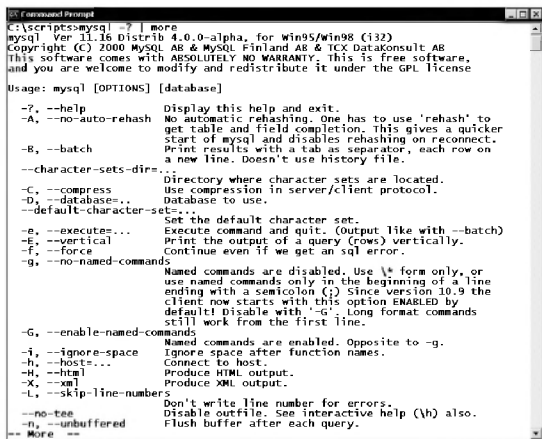 Command Prompt
C:\scripts>mysql -? | more
mysql  Ver 11.16 Distrib 4.0.0-alpha, for Win95/Win98 (i32)
Copyright (C) 2000 MySQL AB & MySQL Finland AB & TCX DataKonsult AB
This software comes with ABSOLUTELY NO WARRANTY. This is free software,
and you are welcome to modify and redistribute it under the GPL license
Usage: mysql [OPTIONS] [database]
-?, --help            Display this help and exit.
-A, --no-auto-rehash  No automatic rehashing. One has to use 'rehash' to
get table and field completion. This gives a quicker
start of mysql and disables rehashing on reconnect.
-B, --batch           Print results with a tab as separator, each row on
a new line. Doesn't use history file.
--character-sets-dir=...
Directory where character sets are located.
-C, --compress        Use compression in server/client protocol.
-D, --database=..     Database to use.
--default-character-set=...
Set the default character set.
-e, --execute=...     Execute command and quit. (Output like with --batch)
-E, --vertical        Print the output of a query (rows) vertically.
-f, --force           Continue even if we get an sql error.
-g, --no-named-commands
Named commands are disabled. Use \* form only, or
use named commands only in the beginning of a line
ending with a semicolon (;) Since version 10.9 the
client now starts with this option ENABLED by
default! Disable with '-G'. Long format commands
still work from the first line.
-G, --enable-named-commands
Named commands are enabled. Opposite to -g.
-i, --ignore-space    Ignore space after function names.
-h, --host=...        Connect to host.
-H, --html            Produce HTML output.
-X, --xml             Produce XML output.
-L, --skip-line-numbers
Don't write line number for errors.
--no-tee              Disable outfile. See interactive help (\h) also.
-n, --unbuffered      Flush buffer after each query.
-- More  --